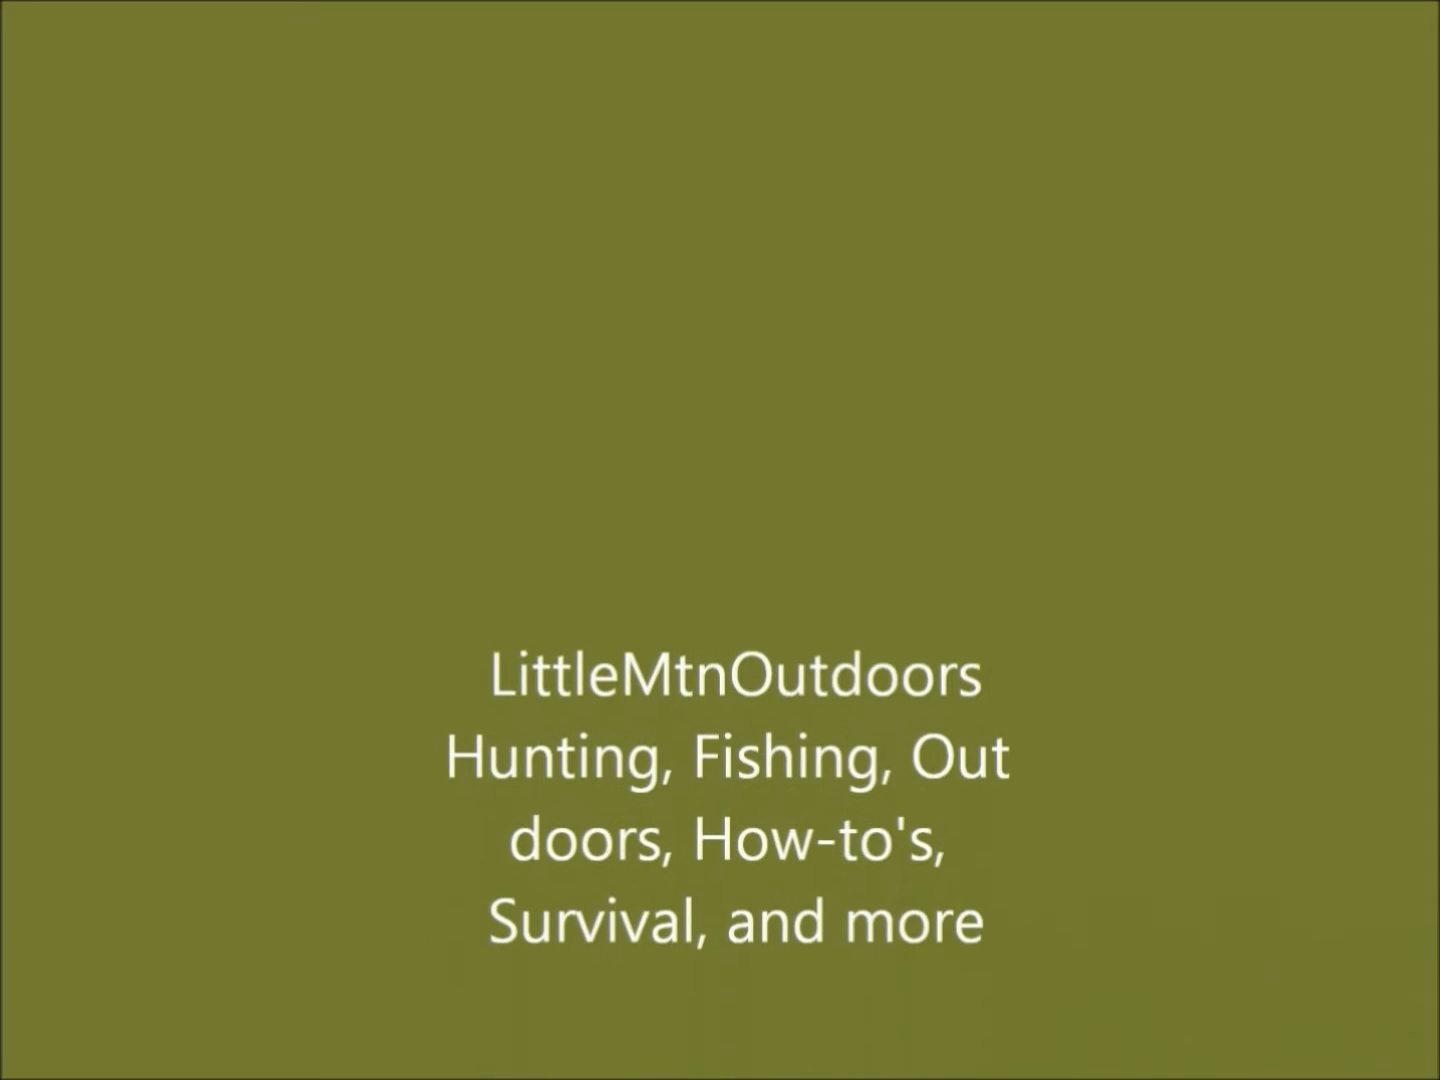 LittleMtnOutdoors
Hunting, Fishing, Out
doors, How-to's,
Survival, and more